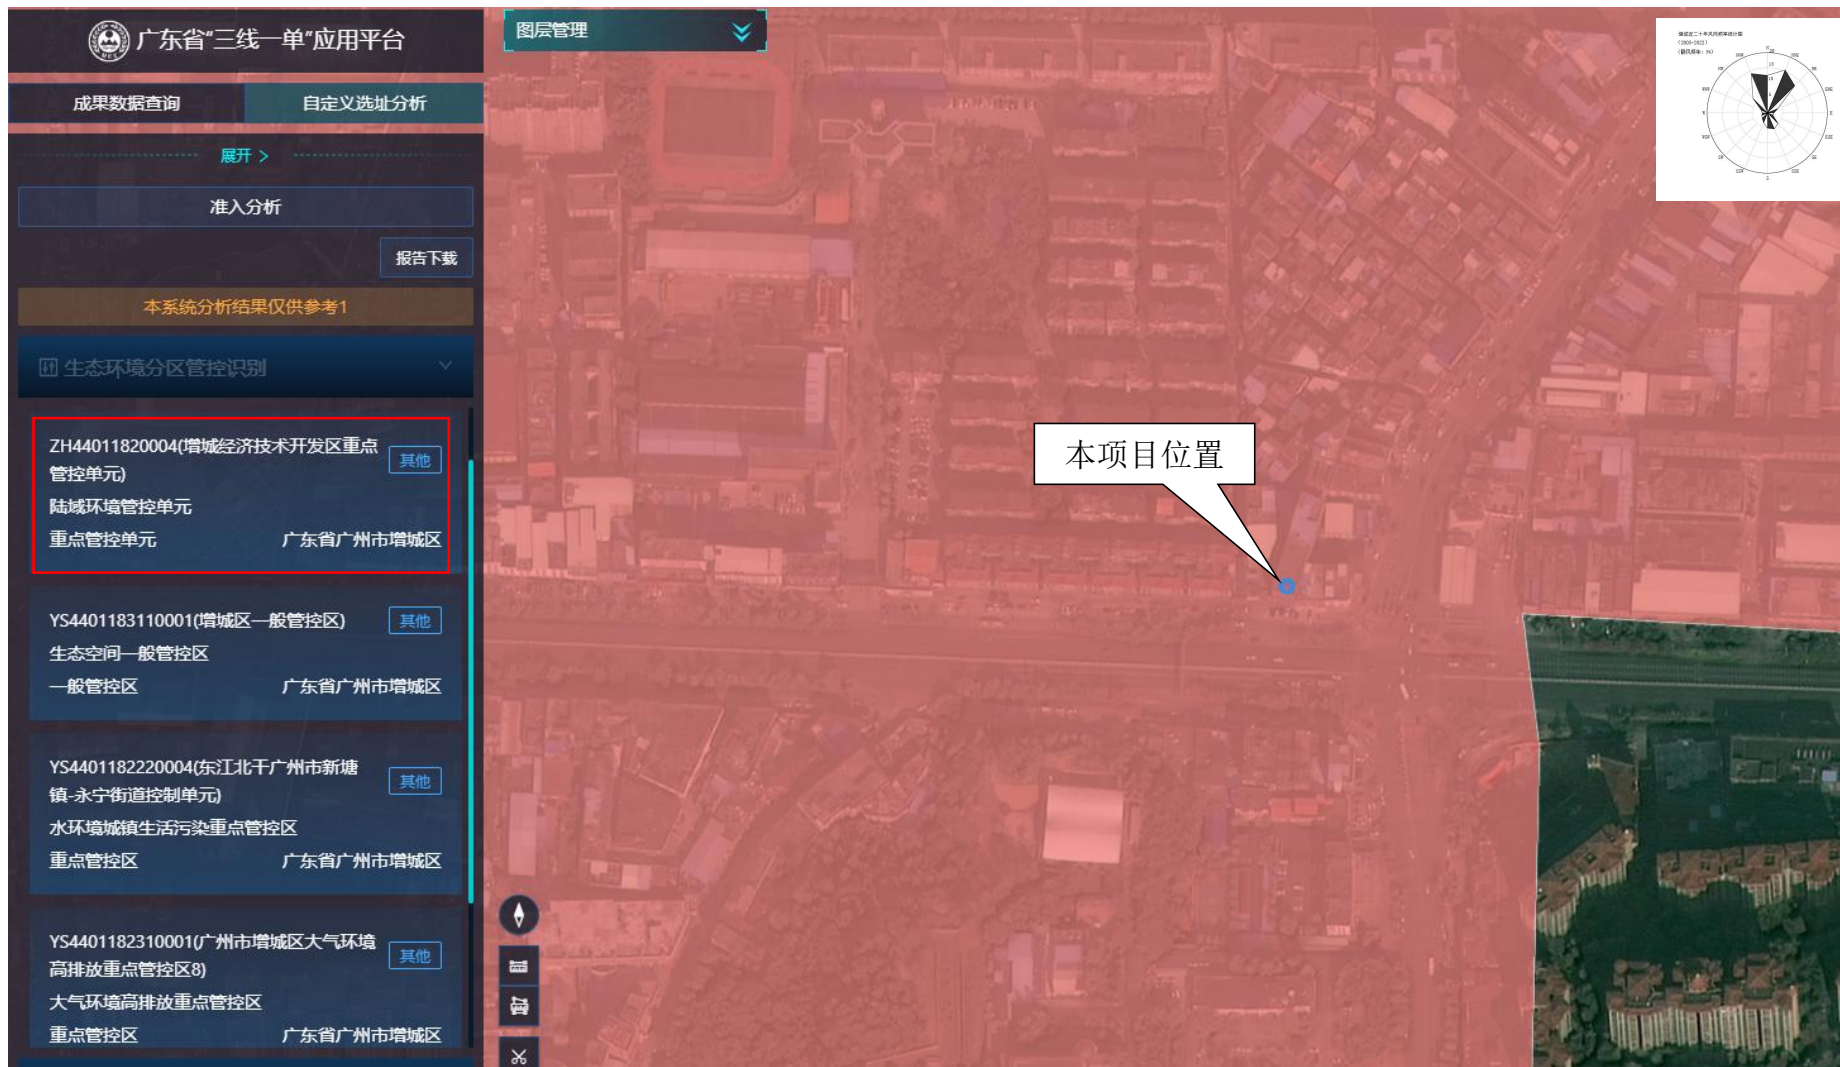 广东省“三线一单”应用平台
成果数据查询
自定义选址分析
展开 >
准入分析
报告下载
本系统分析结果仅供参考1
生态环境分区管控识别
ZH44011820004(增城经济技术开发区重点
管控单元)
其他
陆域环境管控单元
重点管控单元
广东省广州市增城区
YS4401183110001(增城区一般管控区)
其他
生态空间一般管控区
一般管控区
广东省广州市增城区
YS4401182220004(东江北干广州市新塘
镇-永宁街道控制单元)
其他
水环境城镇生活污染重点管控区
重点管控区
广东省广州市增城区
YS4401182310001(广州市增城区大气环境
高排放重点管控区8)
其他
大气环境高排放重点管控区
重点管控区
广东省广州市增城区
图层管理
本项目位置
(2003-2022)
N
E
S
W